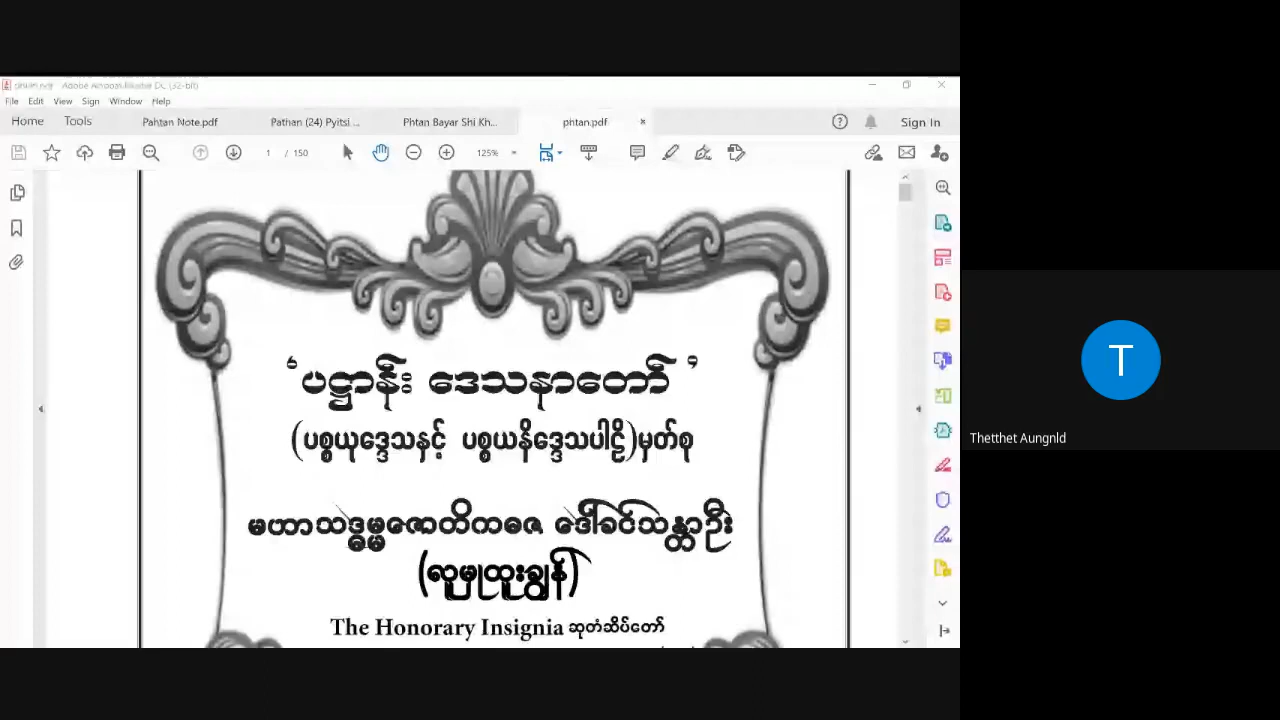 Adobe Acrobat Reader DC (32-bit)
File Edit View Sign Window Help
Home Tools Pahtan Note.pdf Pathan (24) Pyitsi ... Phtan Bayar Shi Kh... phtan.pdf × Sign In
1 / 150 125%
‘ပဋ္ဌာန်း ဒေသနာတော်’
(ပစ္စယုဒ္ဒေသနှင့် ပစ္စယနိဒ္ဒေသပါဠိ)မှတ်စု
မဟာသဒ္ဓမ္မဇောတိကဓဇ ဒေါ်ခင်သန္တာဦး
(လူမှုထူးချွန်)
The Honorary Insignia ဆုတံဆိပ်တော်
T
Thetthet Aungnld